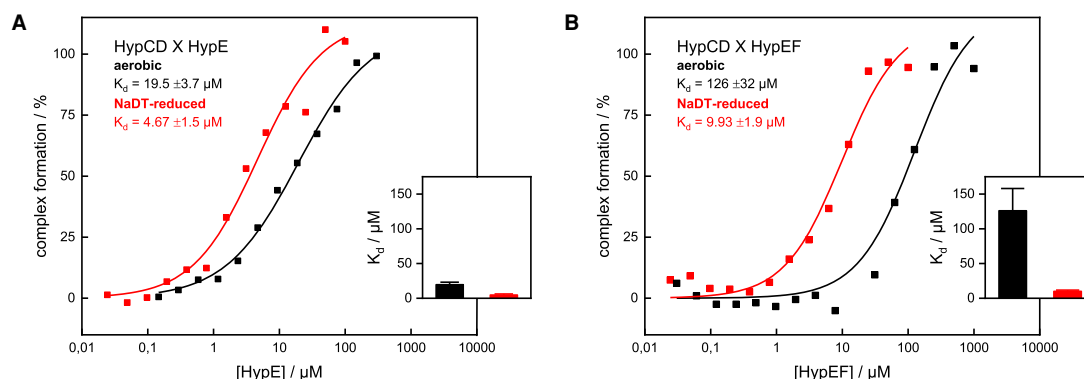 A
HypCD X HypE
aerobic
Kd = 19.5 ±3.7 µM
NaDT-reduced
Kd = 4.67 ±1.5 µM
complex formation / %
100
75
50
25
0
0,01 0,1 1 10 100 1000 10000
[HypE] / µM
Kd / µM
150
100
50
0
B
HypCD X HypEF
aerobic
Kd = 126 ±32 µM
NaDT-reduced
Kd = 9.93 ±1.9 µM
complex formation / %
100
75
50
25
0
0,01 0,1 1 10 100 1000 10000
[HypEF] / µM
Kd / µM
150
100
50
0